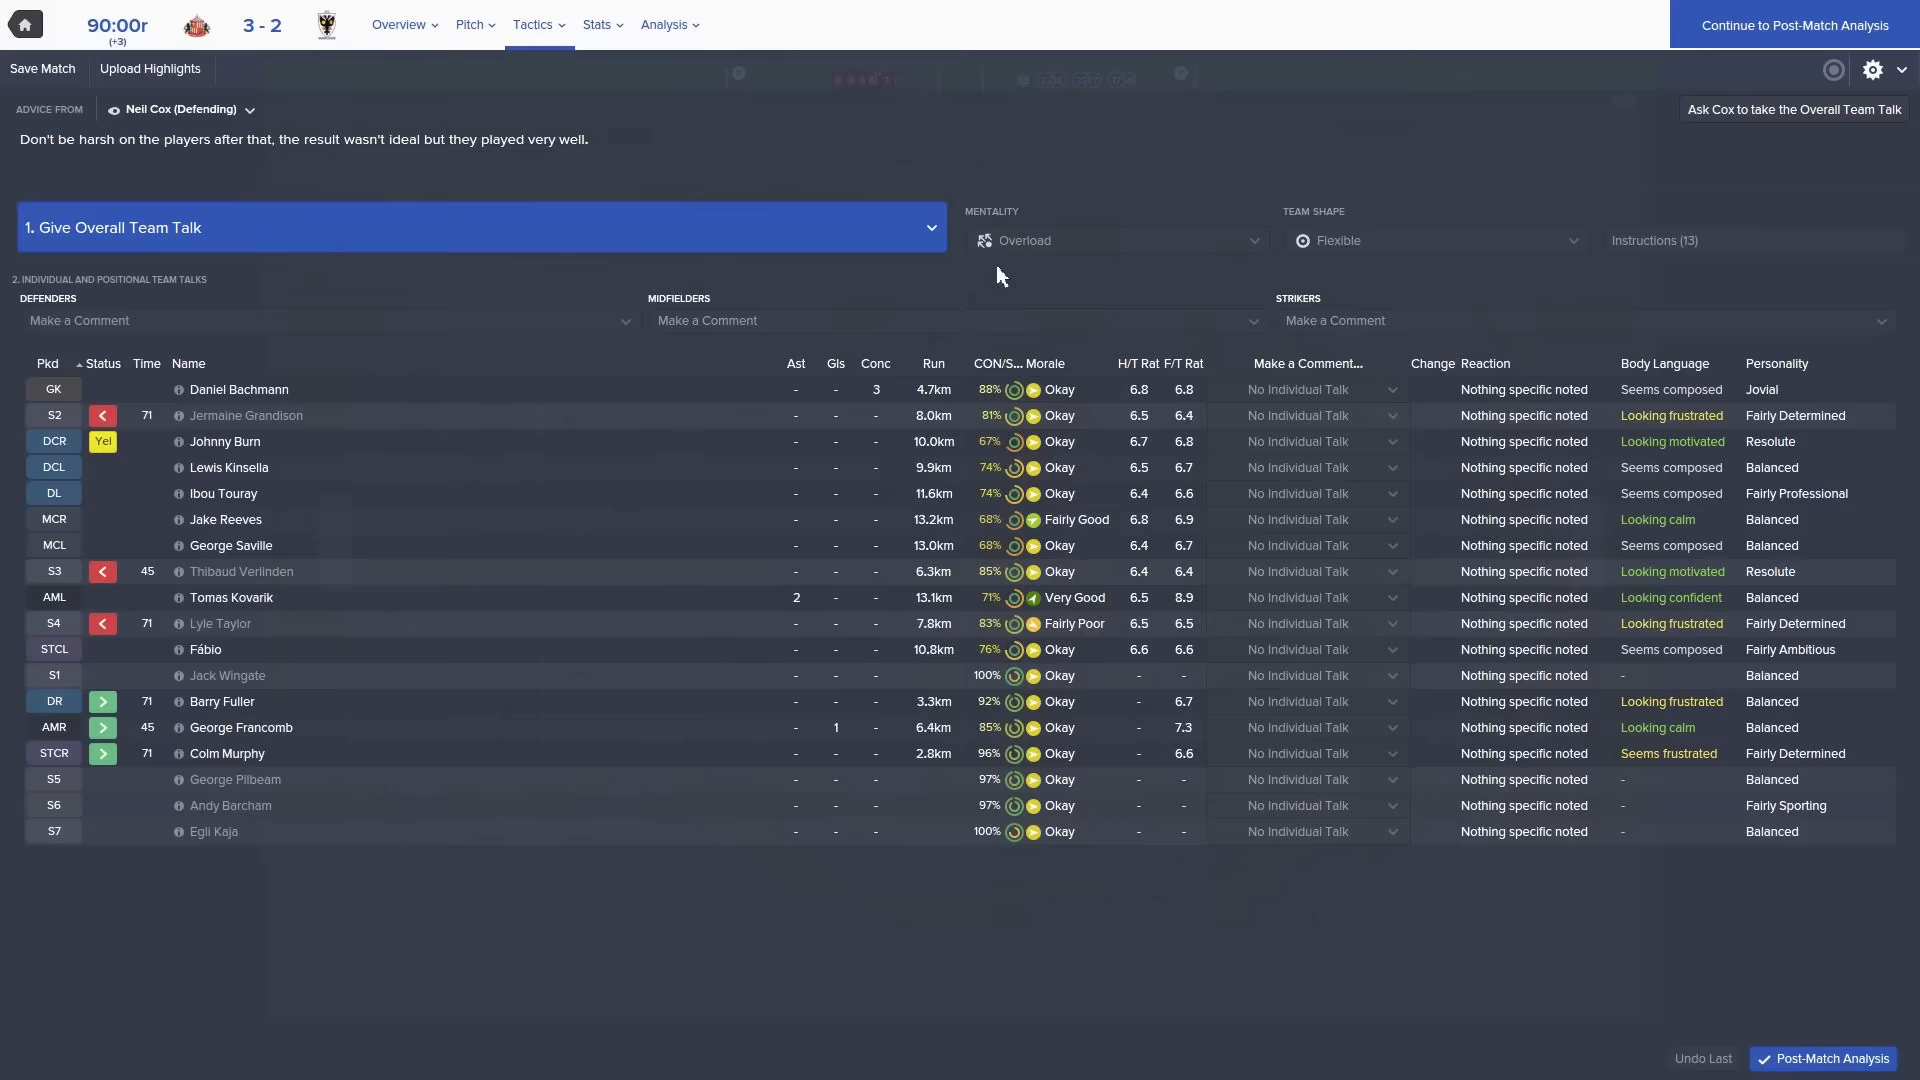 90:00r 3 - 2 Overview Pitch Tactics Stats Analysis Continue to Post-Match Analysis
(+3)
Save Match Upload Highlights
ADVICE FROM Neil Cox (Defending) Ask Cox to take the Overall Team Talk
Don't be harsh on the players after that, the result wasn't ideal but they played very well.
MENTALITY TEAM SHAPE
1. Give Overall Team Talk Overload Flexible Instructions (13)
2. INDIVIDUAL AND POSITIONAL TEAM TALKS
DEFENDERS MIDFIELDERS STRIKERS
Make a Comment Make a Comment Make a Comment
Pkd Status Time Name Ast Gls Conc Run CON/S... Morale H/T Rat F/T Rat Make a Comment... Change Reaction Body Language Personality
GK Daniel Bachmann - - 3 4.7km 88% Okay 6.8 6.8 No Individual Talk Nothing specific noted Seems composed Jovial
S2 71 Jermaine Grandison - - - 8.0km 81% Okay 6.5 6.4 No Individual Talk Nothing specific noted Looking frustrated Fairly Determined
DCR Yel Johnny Burn - - - 10.0km 67% Okay 6.7 6.8 No Individual Talk Nothing specific noted Looking motivated Resolute
DCL Lewis Kinsella - - - 9.9km 74% Okay 6.5 6.7 No Individual Talk Nothing specific noted Seems composed Balanced
DL Ibou Touray - - - 11.6km 74% Okay 6.4 6.6 No Individual Talk Nothing specific noted Seems composed Fairly Professional
MCR Jake Reeves - - - 13.2km 68% Fairly Good 6.8 6.9 No Individual Talk Nothing specific noted Looking calm Balanced
MCL George Saville - - - 13.0km 68% Okay 6.4 6.7 No Individual Talk Nothing specific noted Seems composed Balanced
S3 45 Thibaud Verlinden - - - 6.3km 85% Okay 6.4 6.4 No Individual Talk Nothing specific noted Looking motivated Resolute
AML Tomas Kovarik 2 - - 13.1km 71% Very Good 6.5 8.9 No Individual Talk Nothing specific noted Looking confident Balanced
S4 71 Lyle Taylor - - - 7.8km 83% Fairly Poor 6.5 6.5 No Individual Talk Nothing specific noted Looking frustrated Fairly Determined
STCL Fábio - - - 10.8km 76% Okay 6.6 6.6 No Individual Talk Nothing specific noted Seems composed Fairly Ambitious
S1 Jack Wingate - - - 100% Okay - - No Individual Talk Nothing specific noted - Balanced
DR 71 Barry Fuller - - - 3.3km 92% Okay - 6.7 No Individual Talk Nothing specific noted Looking frustrated Balanced
AMR 45 George Francomb - 1 - 6.4km 85% Okay - 7.3 No Individual Talk Nothing specific noted Looking calm Balanced
STCR 71 Colm Murphy - - - 2.8km 96% Okay - 6.6 No Individual Talk Nothing specific noted Seems frustrated Fairly Determined
S5 George Pilbeam - - - 97% Okay - - No Individual Talk Nothing specific noted - Balanced
S6 Andy Barcham - - - 97% Okay - - No Individual Talk Nothing specific noted - Fairly Sporting
S7 Egli Kaja - - - 100% Okay - - No Individual Talk Nothing specific noted - Balanced
Undo Last Post-Match Analysis